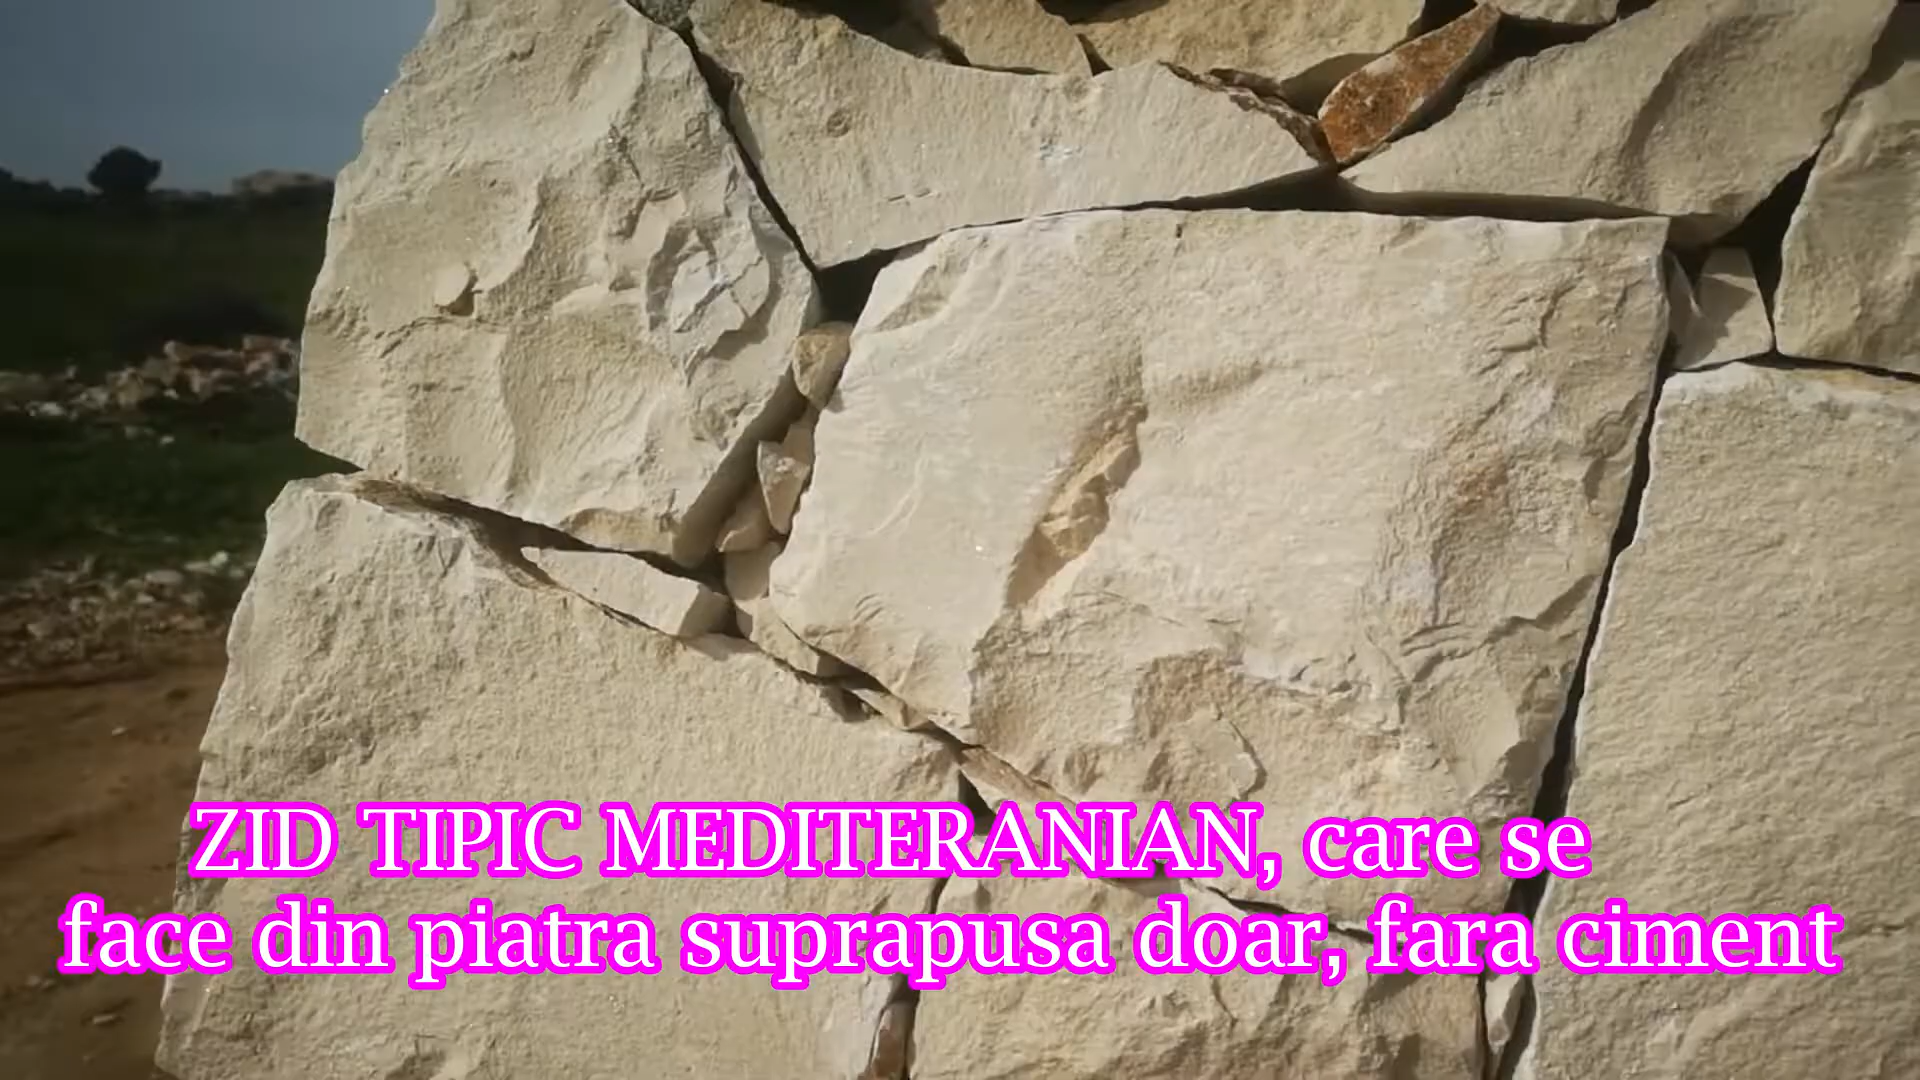 ZID TIPIC MEDITERANIAN, care se
face din piatra suprapusa doar, fara ciment